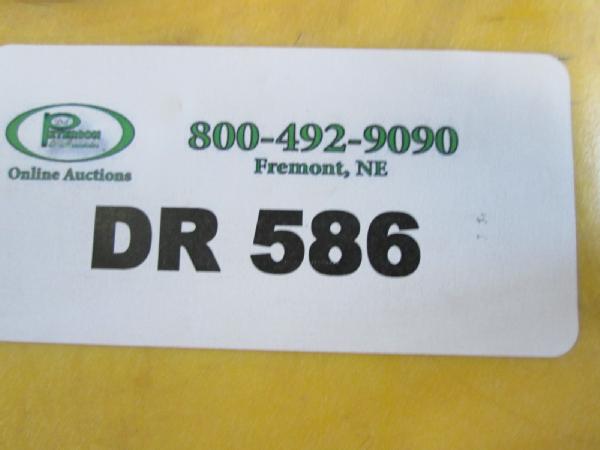 800-492-9090
Fremont, NE
Online Auctions
DR 586